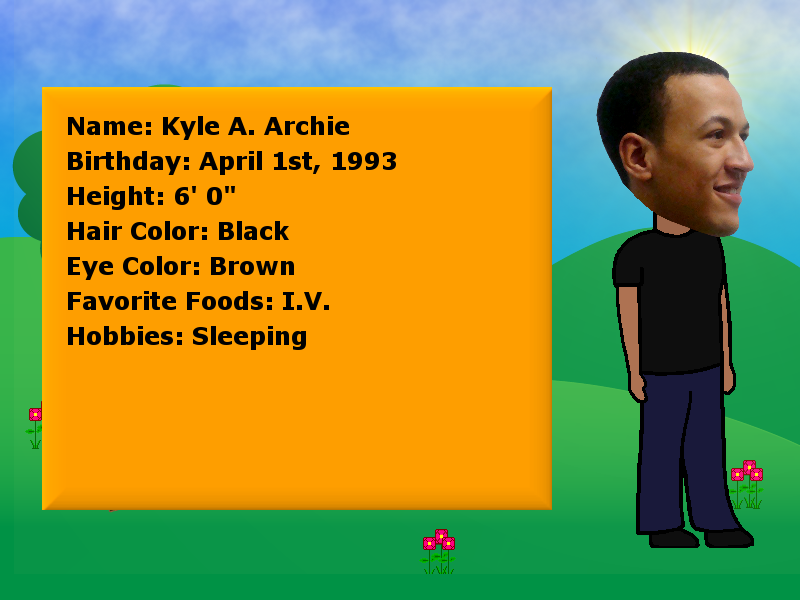 Name: Kyle A. Archie
Birthday: April 1st, 1993
Height: 6' 0"
Hair Color: Black
Eye Color: Brown
Favorite Foods: I.V.
Hobbies: Sleeping